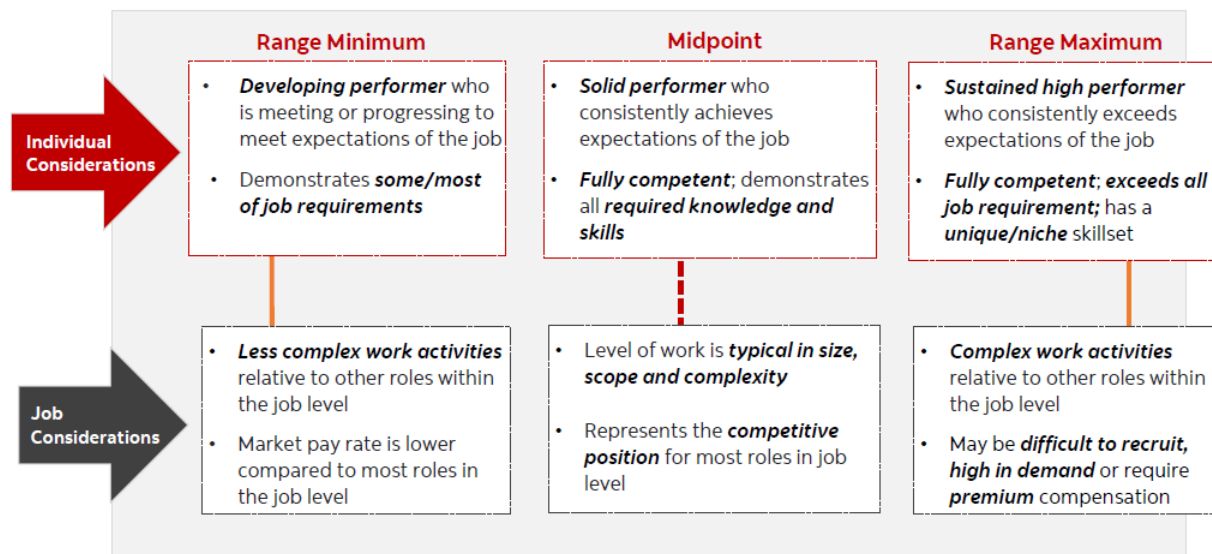 Range Minimum
Midpoint
Range Maximum
Individual
Considerations
• Developing performer who
is meeting or progressing to
meet expectations of the job
• Demonstrates some/most
of job requirements
• Solid performer who
consistently achieves
expectations of the job
• Fully competent; demonstrates
all required knowledge and
skills
• Sustained high performer
who consistently exceeds
expectations of the job
• Fully competent; exceeds all
job requirement; has a
unique/niche skillset
Job
Considerations
• Less complex work activities
relative to other roles within
the job level
• Market pay rate is lower
compared to most roles in
the job level
• Level of work is typical in size,
scope and complexity
• Represents the competitive
position for most roles in job
level
• Complex work activities
relative to other roles within
the job level
• May be difficult to recruit,
high in demand or require
premium compensation